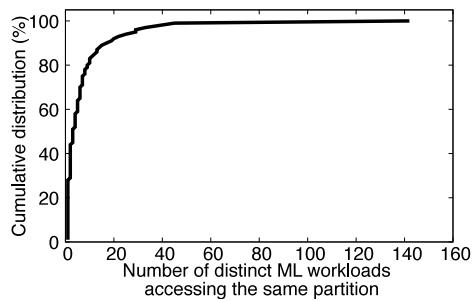 Cumulative distribution (%)
100
80
60
40
20
0
0 20 40 60 80 100 120 140 160
Number of distinct ML workloads
accessing the same partition